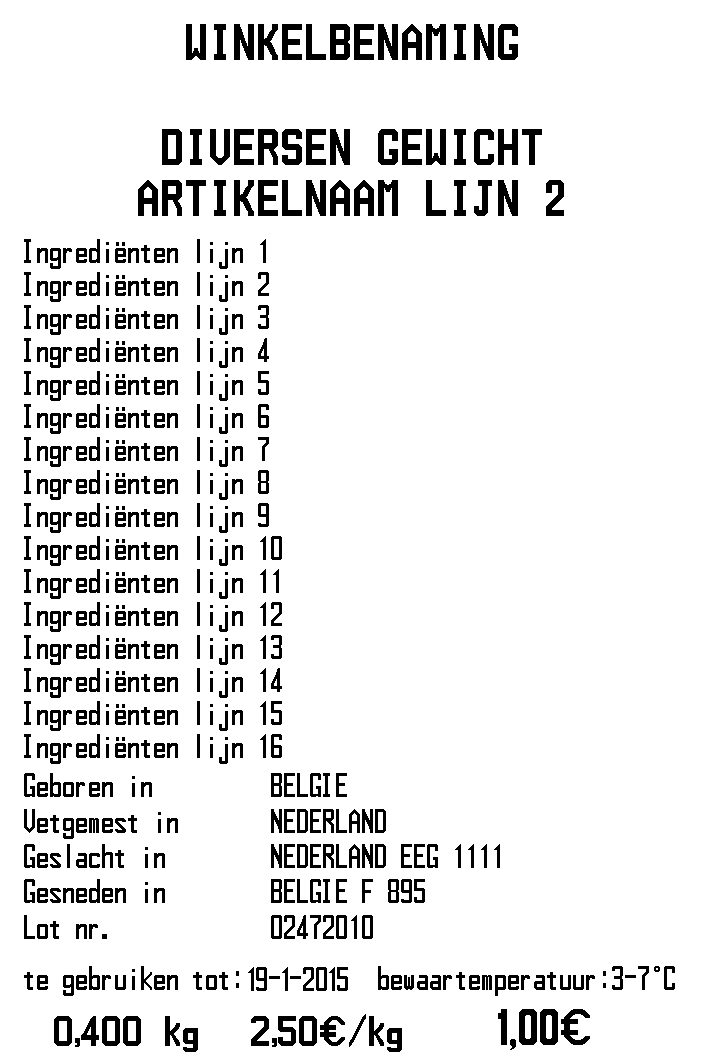 WINKELBENAMING
DIVERSEN GEWICHT
ARTIKELNAAM LIJN 2
Ingrediënten lijn 1
Ingrediënten lijn 2
Ingrediënten lijn 3
Ingrediënten lijn 4
Ingrediënten lijn 5
Ingrediënten lijn 6
Ingrediënten lijn 7
Ingrediënten lijn 8
Ingrediënten lijn 9
Ingrediënten lijn 10
Ingrediënten lijn 11
Ingrediënten lijn 12
Ingrediënten lijn 13
Ingrediënten lijn 14
Ingrediënten lijn 15
Ingrediënten lijn 16
Geboren in BELGIE
Vetgemest in NEDERLAND
Geslacht in NEDERLAND EEG 1111
Gesneden in BELGIE F 895
Lot nr. 02472010
te gebruiken tot:19-1-2015 bewaartemperatuur:3-7°C
0,400 kg 2,50€/kg 1,00€